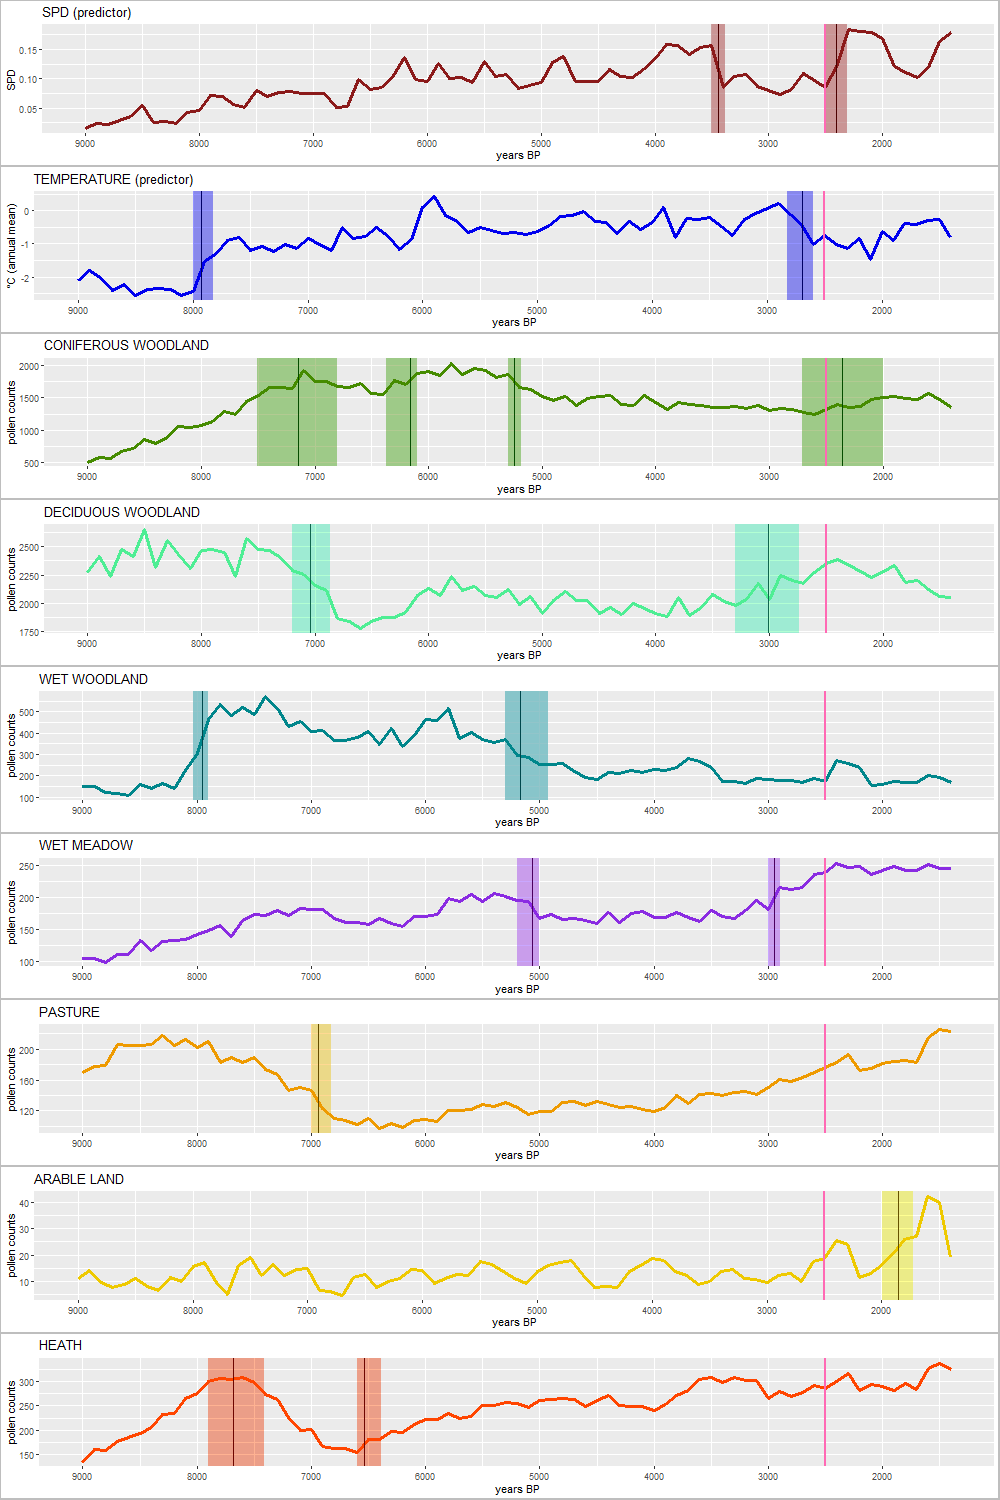 SPD (predictor)
SPD
0.15
0.10
0.05
9000 8000 7000 6000 5000 4000 3000 2000
years BP
TEMPERATURE (predictor)
°C (annual mean)
0
-1
-2
9000 8000 7000 6000 5000 4000 3000 2000
years BP
CONIFEROUS WOODLAND
pollen counts
2000
1500
1000
500
9000 8000 7000 6000 5000 4000 3000 2000
years BP
DECIDUOUS WOODLAND
pollen counts
2500
2250
2000
1750
9000 8000 7000 6000 5000 4000 3000 2000
years BP
WET WOODLAND
pollen counts
500
400
300
200
100
9000 8000 7000 6000 5000 4000 3000 2000
years BP
WET MEADOW
pollen counts
250
200
150
100
9000 8000 7000 6000 5000 4000 3000 2000
years BP
PASTURE
pollen counts
200
160
120
9000 8000 7000 6000 5000 4000 3000 2000
years BP
ARABLE LAND
pollen counts
40
30
20
10
9000 8000 7000 6000 5000 4000 3000 2000
years BP
HEATH
pollen counts
300
250
200
150
9000 8000 7000 6000 5000 4000 3000 2000
years BP